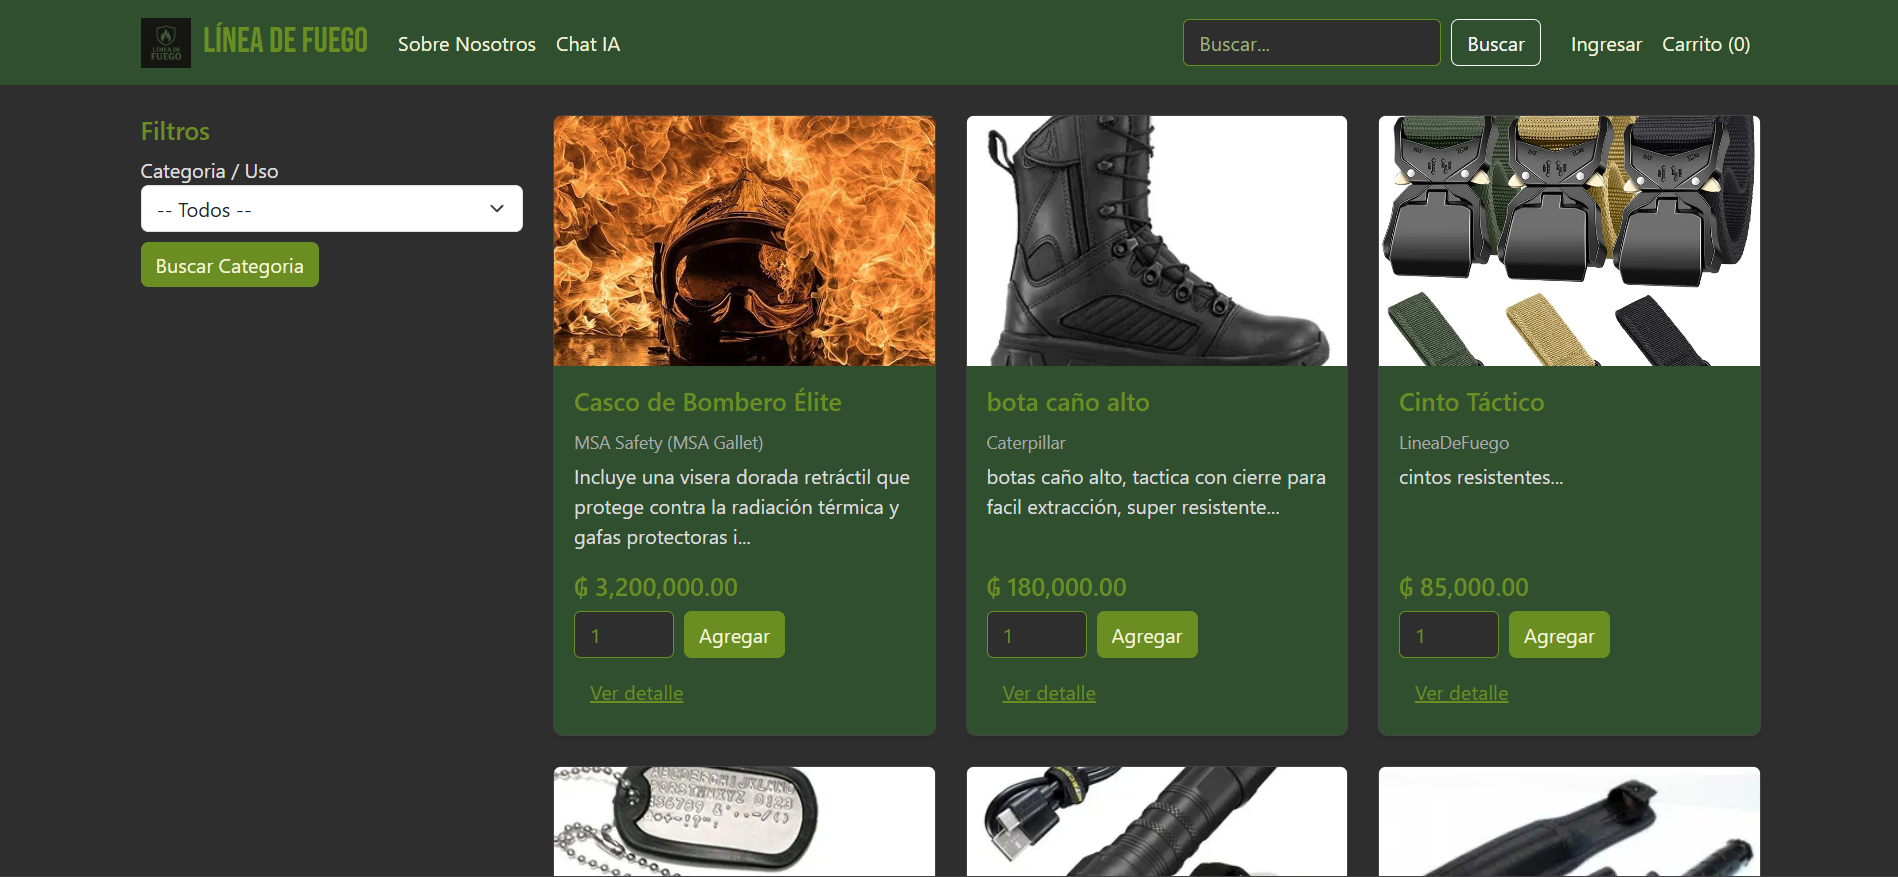 LÍNEA DE
FUEGO
LÍNEA DE FUEGO
Sobre Nosotros
Chat IA
Buscar...
Buscar
Ingresar
Carrito (0)
Filtros
Categoria / Uso
-- Todos --
Buscar Categoria
Casco de Bombero Élite
MSA Safety (MSA Gallet)
Incluye una visera dorada retráctil que
protege contra la radiación térmica y
gafas protectoras i...
₲ 3,200,000.00
1
Agregar
Ver detalle
bota caño alto
Caterpillar
botas caño alto, tactica con cierre para
facil extracción, super resistente...
₲ 180,000.00
1
Agregar
Ver detalle
Cinto Táctico
LineaDeFuego
cintos resistentes...
₲ 85,000.00
1
Agregar
Ver detalle